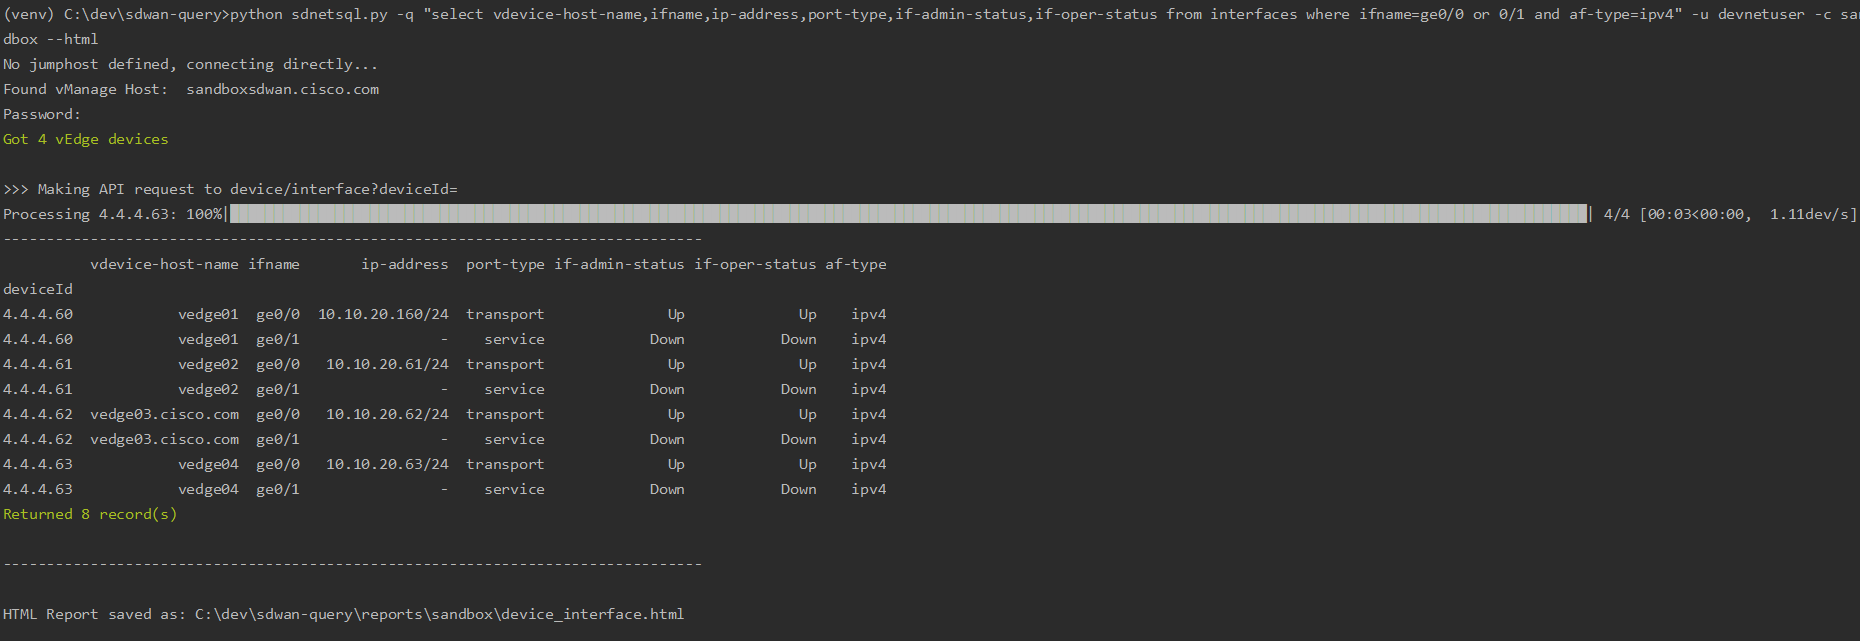 (venv) C:\dev\sdwan-query>python sdnetsql.py -q "select vdevice-host-name,ifname,ip-address,port-type,if-admin-status,if-oper-status from interfaces where ifname=ge0/0 or 0/1 and af-type=ipv4" -u devnetuser -c san
dbox --html
No jumphost defined, connecting directly...
Found vManage Host:  sandboxsdwan.cisco.com
Password:
Got 4 vEdge devices
>>> Making API request to device/interface?deviceId=
Processing 4.4.4.63: 100%|                    | 4/4 [00:03<00:00,  1.11dev/s]
--------------------------------------------------------------------------------
          vdevice-host-name ifname       ip-address  port-type if-admin-status if-oper-status af-type
deviceId
4.4.4.60            vedge01  ge0/0  10.10.20.160/24  transport              Up             Up    ipv4
4.4.4.60            vedge01  ge0/1                -    service            Down           Down    ipv4
4.4.4.61            vedge02  ge0/0   10.10.20.61/24  transport              Up             Up    ipv4
4.4.4.61            vedge02  ge0/1                -    service            Down           Down    ipv4
4.4.4.62  vedge03.cisco.com  ge0/0   10.10.20.62/24  transport              Up             Up    ipv4
4.4.4.62  vedge03.cisco.com  ge0/1                -    service            Down           Down    ipv4
4.4.4.63            vedge04  ge0/0   10.10.20.63/24  transport              Up             Up    ipv4
4.4.4.63            vedge04  ge0/1                -    service            Down           Down    ipv4
Returned 8 record(s)
--------------------------------------------------------------------------------
HTML Report saved as: C:\dev\sdwan-query\reports\sandbox\device_interface.html